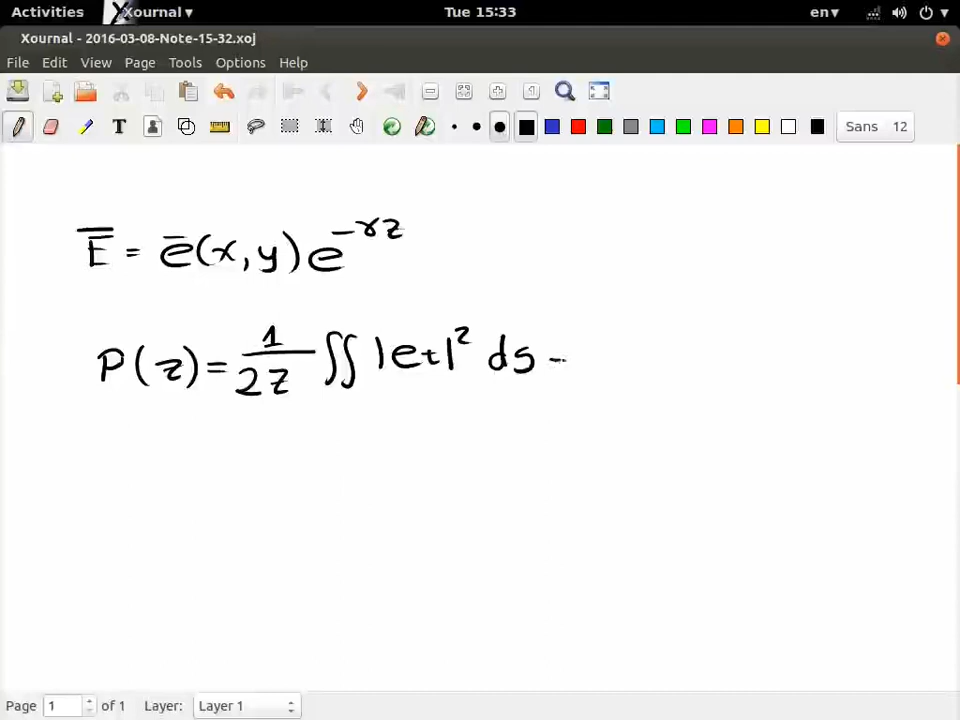 Activities Xournal ▾ Tue 15:33 en ▾
Xournal - 2016-03-08-Note-15-32.xoj
File Edit View Page Tools Options Help
T Sans 12
E̅ = e̅(x,y)e^{-γz}
P(z) = \frac{1}{2Z} ∬ |et|² ds -
Page 1 of 1 Layer: Layer 1